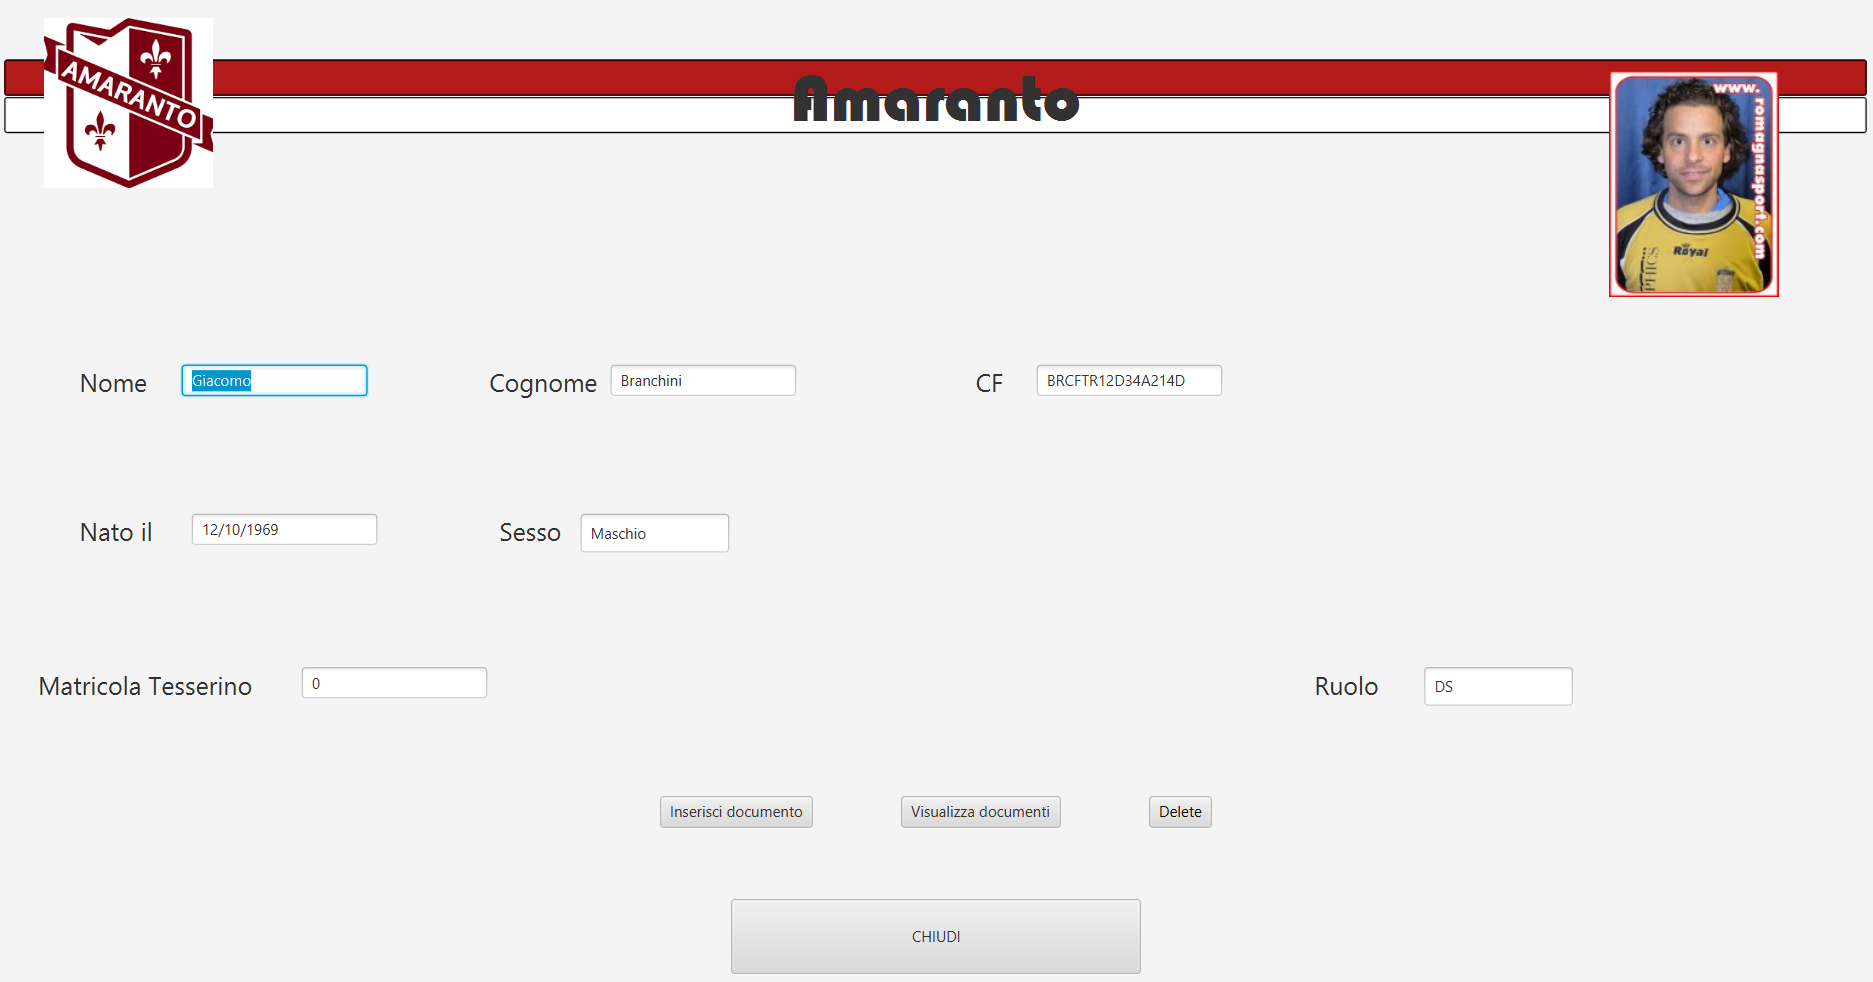 AMARANTO
Amaranto
www.romagnasport.com
Royal
Nome Giacomo Cognome Branchini CF BRCFTR12D34A214D
Nato il 12/10/1969 Sesso Maschio
Matricola Tesserino 0 Ruolo DS
Inserisci documento Visualizza documenti Delete
CHIUDI